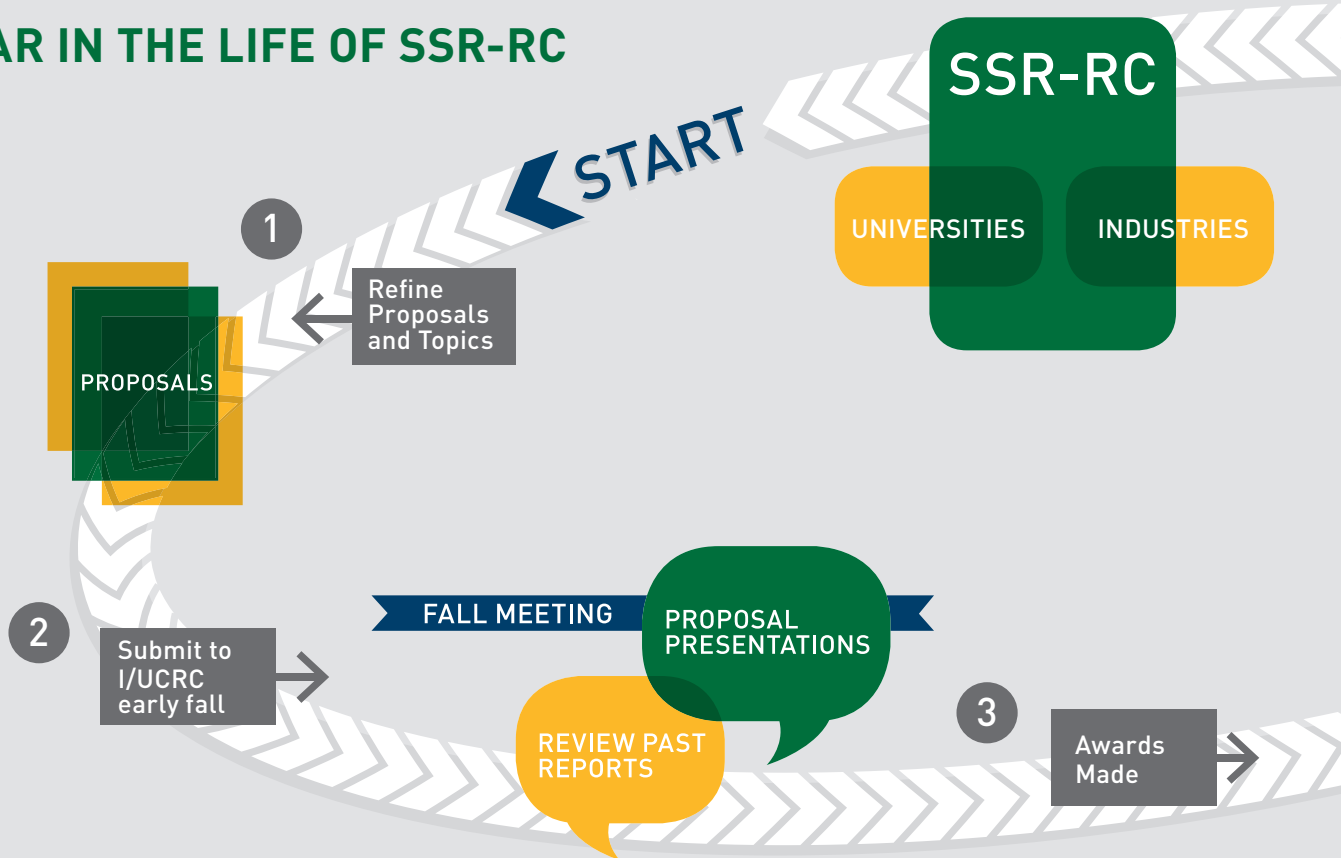 AR IN THE LIFE OF SSR-RC
SSR-RC
UNIVERSITIES
INDUSTRIES
START
1
Refine
Proposals
and Topics
PROPOSALS
2
Submit to
I/UCRC
early fall
FALL MEETING
PROPOSAL
PRESENTATIONS
REVIEW PAST
REPORTS
3
Awards
Made